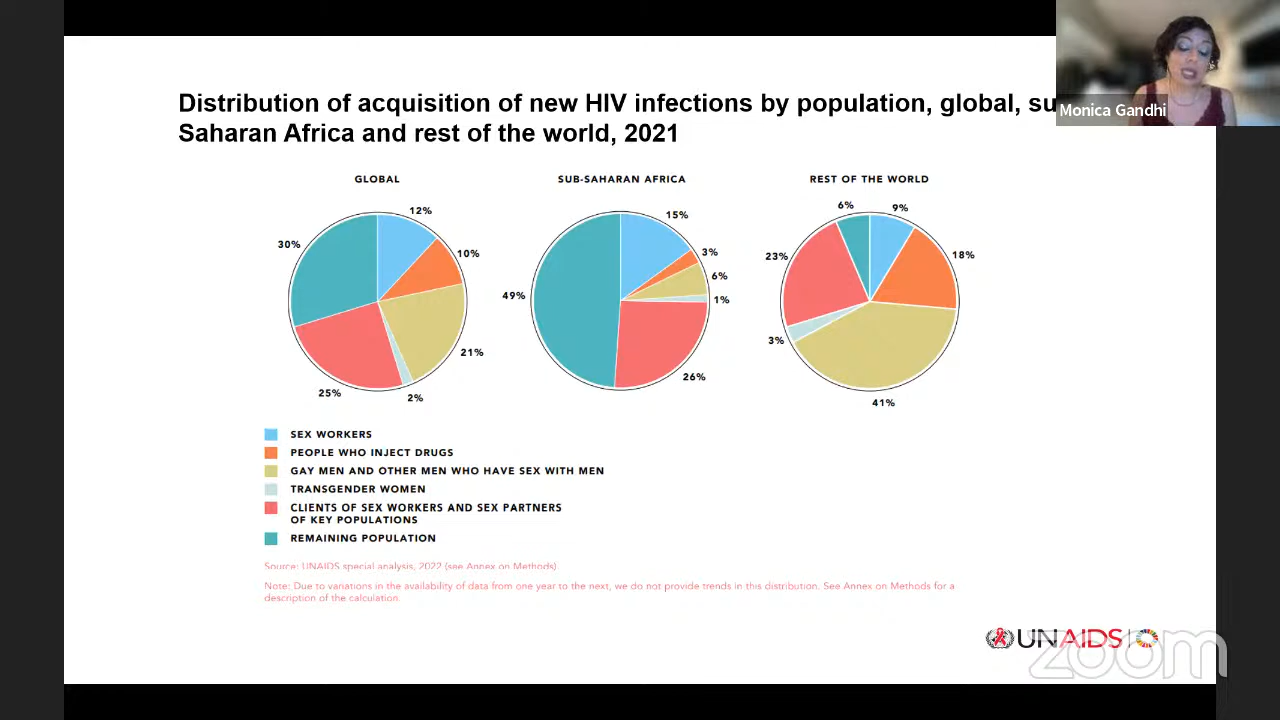 Distribution of acquisition of new HIV infections by population, global, su
Saharan Africa and rest of the world, 2021
Monica Gandhi
GLOBAL
SUB-SAHARAN AFRICA
REST OF THE WORLD
12%
10%
21%
2%
25%
30%
15%
3%
6%
1%
26%
49%
9%
18%
41%
3%
23%
6%
SEX WORKERS
PEOPLE WHO INJECT DRUGS
GAY MEN AND OTHER MEN WHO HAVE SEX WITH MEN
TRANSGENDER WOMEN
CLIENTS OF SEX WORKERS AND SEX PARTNERS
OF KEY POPULATIONS
REMAINING POPULATION
Source: UNAIDS special analysis, 2022 (see Annex on Methods)
Note: Due to variations in the availability of data from one year to the next, we do not provide trends in this distribution. See Annex on Methods for a
description of the calculation.
UNAIDS
zoom